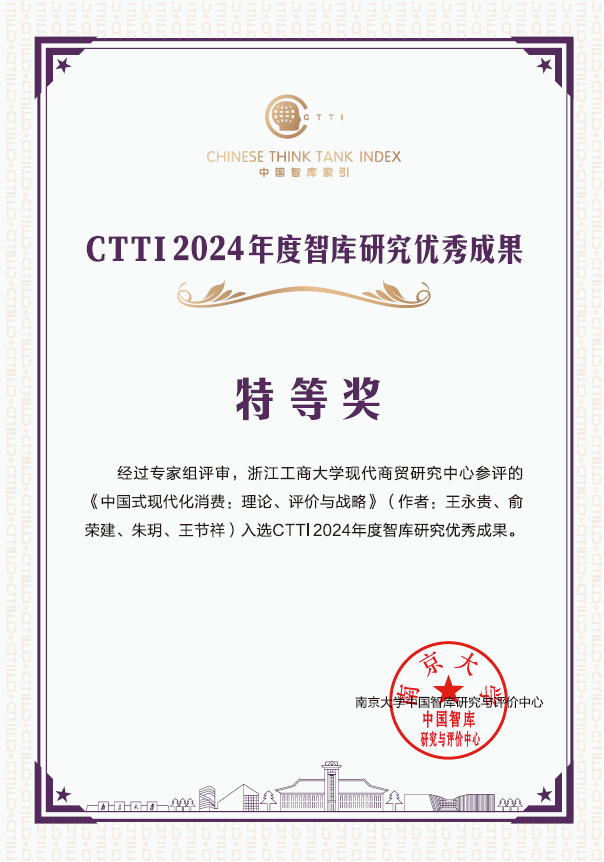 CTTI
CHINESE THINK TANK INDEX
中国智库索引
CTTI 2024年度智库研究优秀成果
特等奖
经过专家组评审，浙江工商大学现代商贸研究中心参评的
《中国式现代化消费：理论、评价与战略》（作者：王永贵、俞
荣建、朱玥、王节祥）入选CTTI 2024年度智库研究优秀成果。
南京大学
南京大学中国智库研究与评价中心
中国智库
研究与评价中心
南京大学